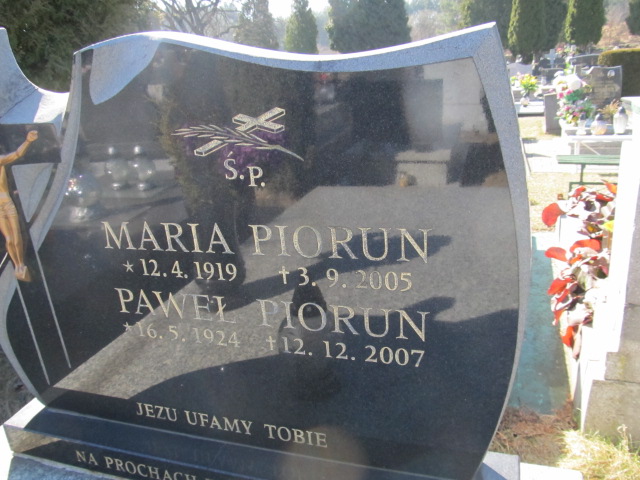 Ś.P.
MARIA PIORUN
* 12.4.1919 † 3.9.2005
PAWEŁ PIORUN
* 16.5.1924 † 12.12.2007
JEZU UFAMY TOBIE
NA PROCHACH